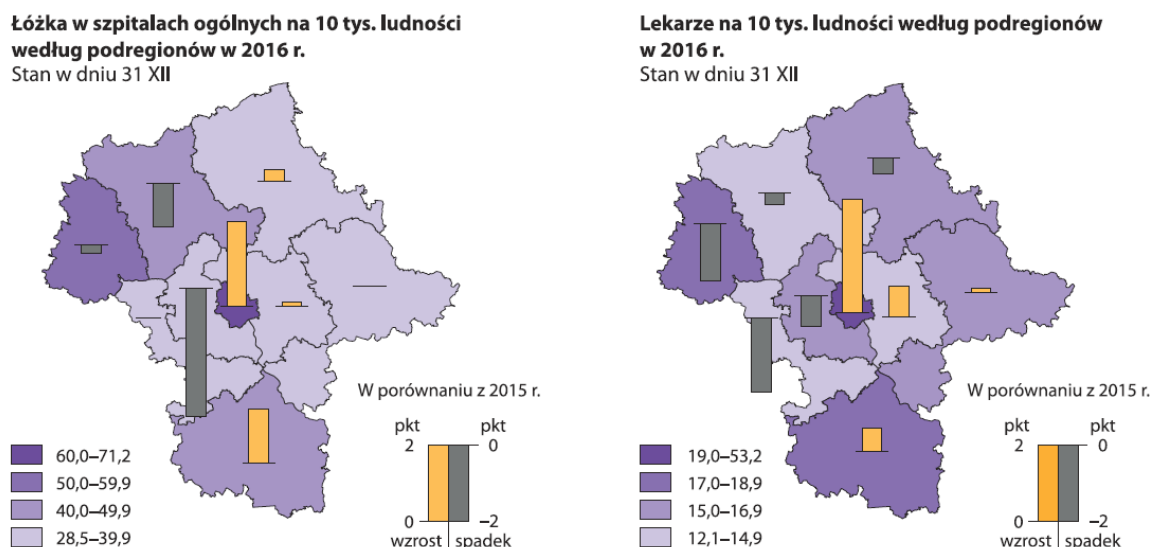 Łóżka w szpitalach ogólnych na 10 tys. ludności
według podregionów w 2016 r.
Stan w dniu 31 XII
W porównaniu z 2015 r.
pkt pkt
2 0
0 –2
wzrost spadek
60,0–71,2
50,0–59,9
40,0–49,9
28,5–39,9
Lekarze na 10 tys. ludności według podregionów
w 2016 r.
Stan w dniu 31 XII
W porównaniu z 2015 r.
pkt pkt
2 0
0 –2
wzrost spadek
19,0–53,2
17,0–18,9
15,0–16,9
12,1–14,9